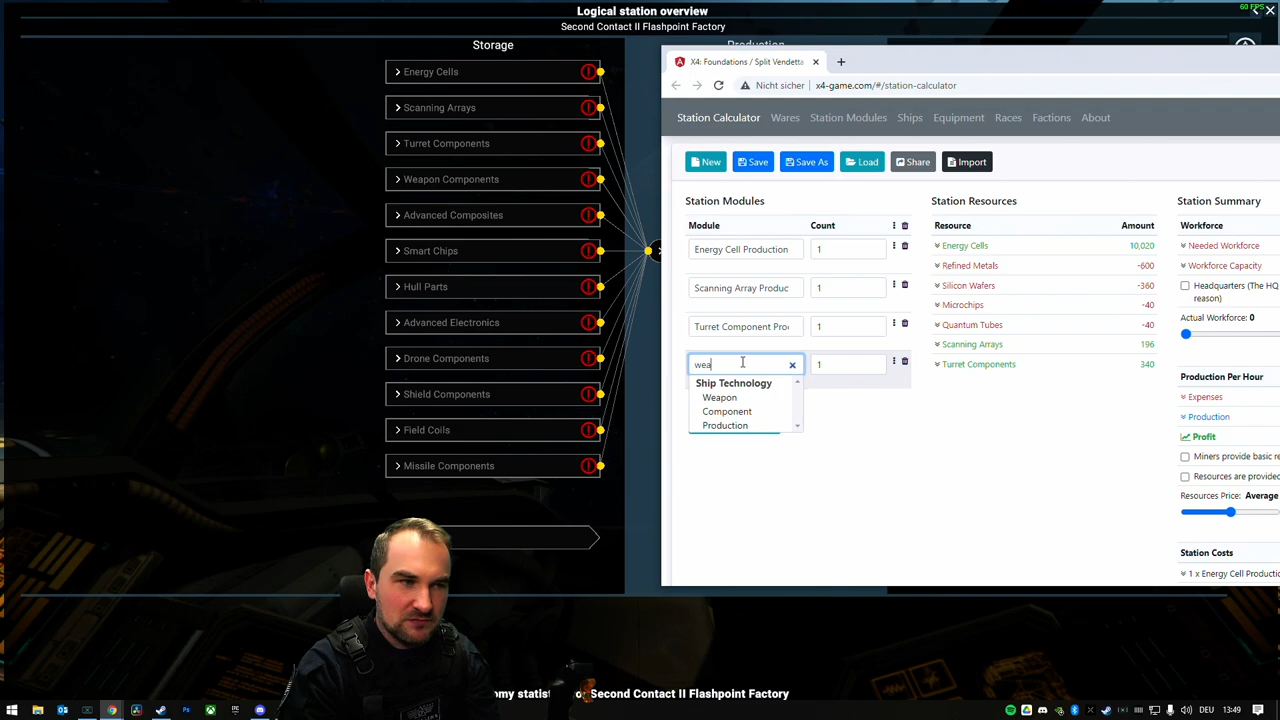 Logical station overview
Second Contact II Flashpoint Factory
60 FPS
Storage
Production
Energy Cells
Scanning Arrays
Turret Components
Weapon Components
Advanced Composites
Smart Chips
Hull Parts
Advanced Electronics
Drone Components
Shield Components
Field Coils
Missile Components
X4: Foundations / Split Vendetta
Nicht sicher
x4-game.com/#/station-calculator
Station Calculator Wares Station Modules Ships Equipment Races Factions About
New Save Save As Load Share Import
Station Modules
Module Count
Energy Cell Production 1
Scanning Array Produc 1
Turret Component Pro 1
wea 1
Ship Technology
Weapon
Component
Production
Station Resources
Resource Amount
Energy Cells 10,020
Refined Metals -600
Silicon Wafers -360
Microchips -40
Quantum Tubes -40
Scanning Arrays 196
Turret Components 340
Station Summary
Workforce
Needed Workforce
Workforce Capacity
Headquarters (The HQ
reason)
Actual Workforce: 0
Production Per Hour
Expenses
Production
Profit
Miners provide basic re
Resources are provided
Resources Price: Average
Station Costs
1 x Energy Cell Producti
omy statist
Second Contact II Flashpoint Factory
DEU 13:49